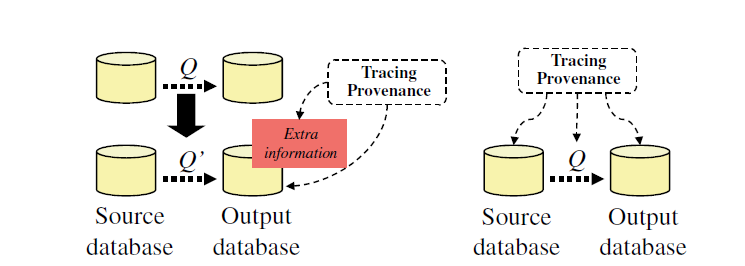 Q
Tracing
Provenance
Extra
information
Q’
Source
database
Output
database
Tracing
Provenance
Q
Source
database
Output
database